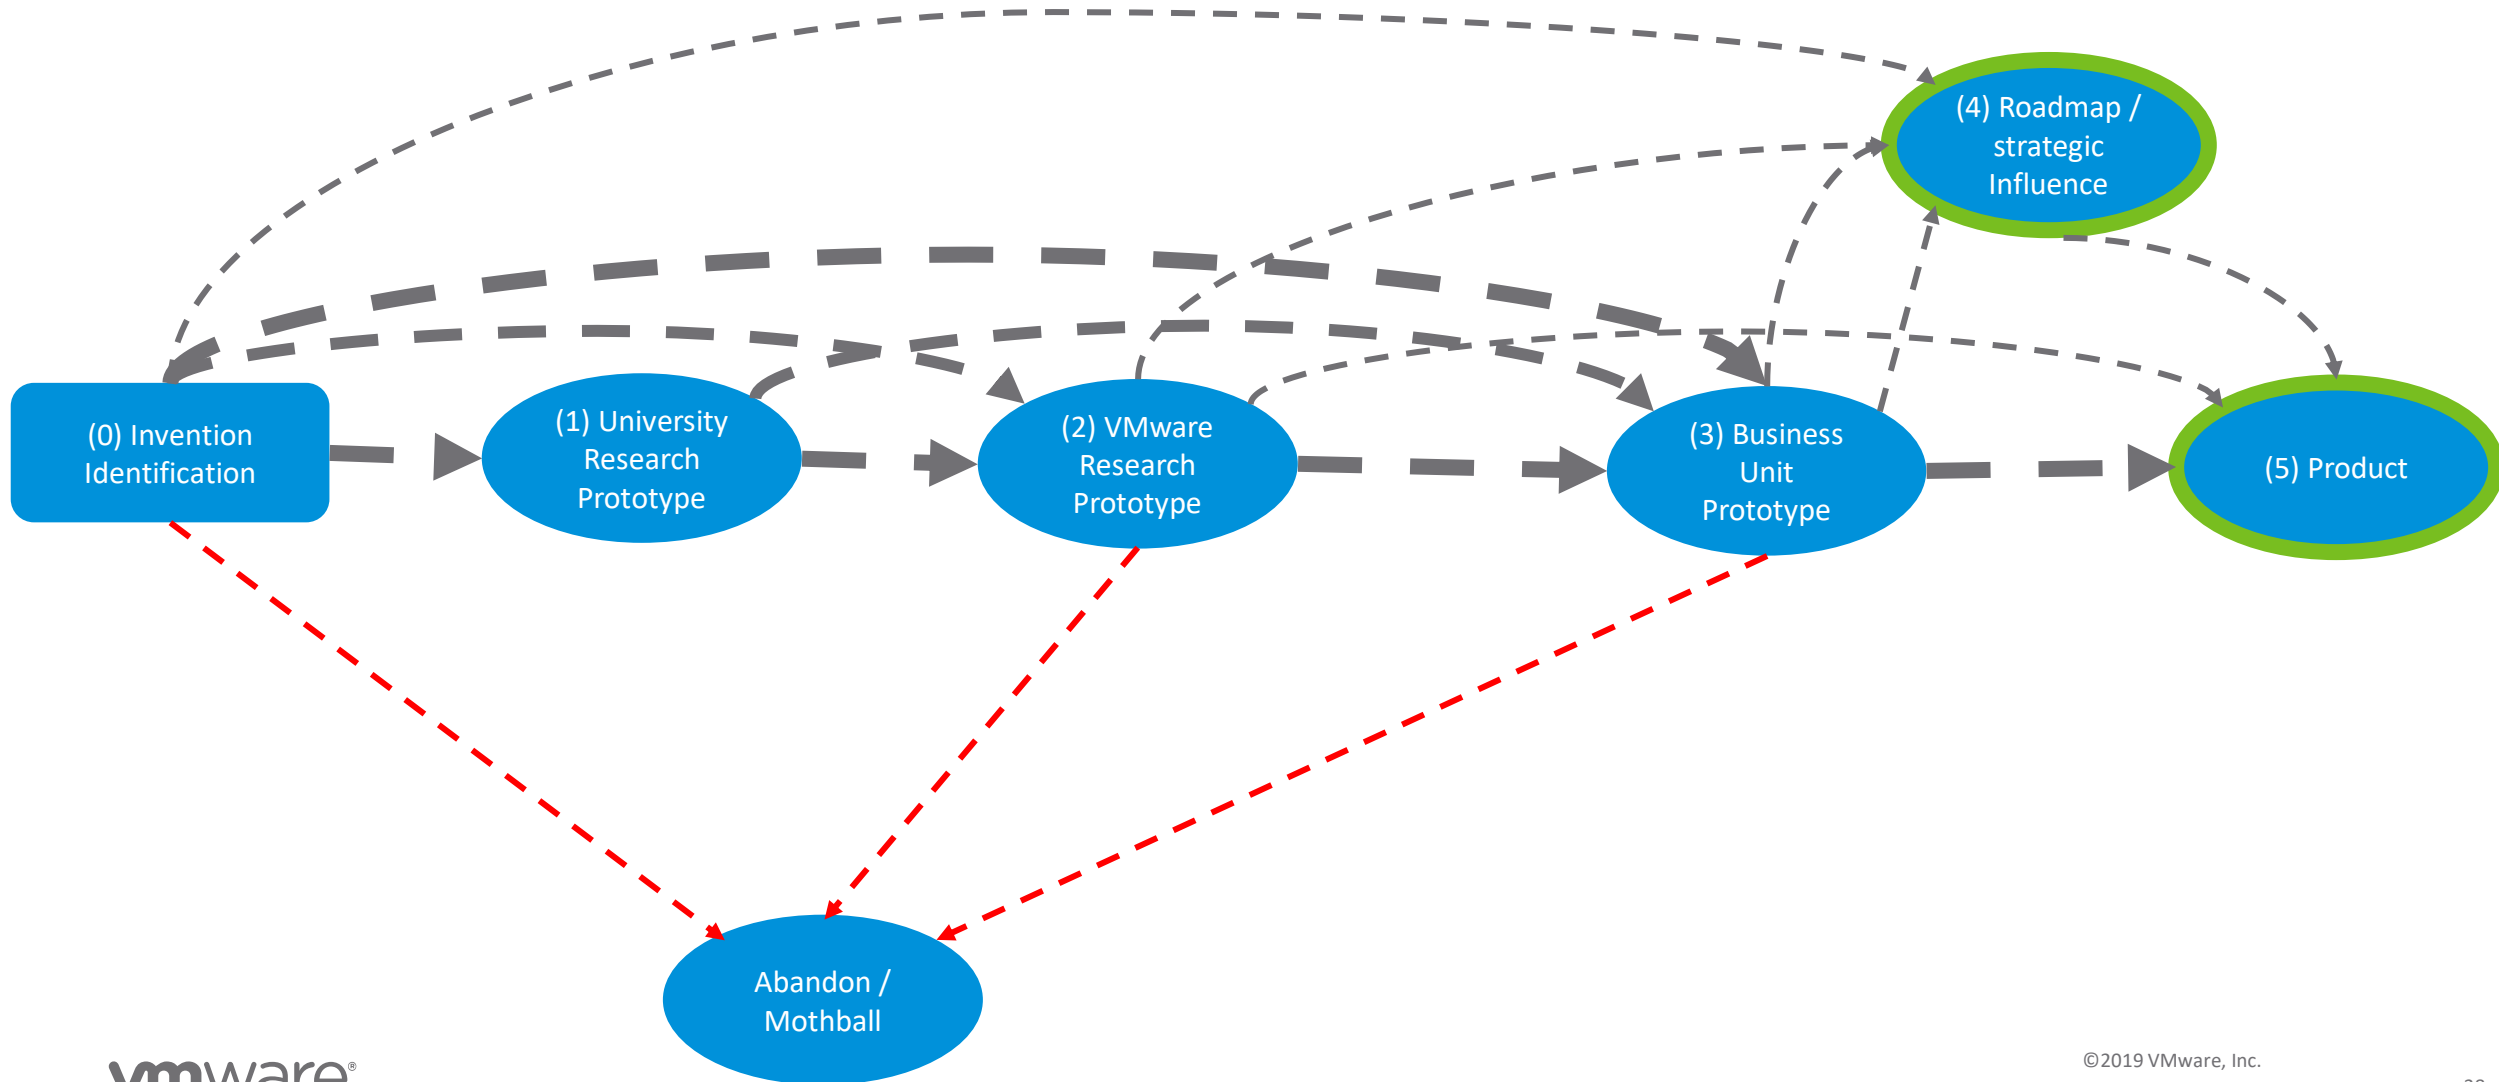 (4) Roadmap /
strategic
Influence
(0) Invention
Identification
(1) University
Research
Prototype
(2) VMware
Research
Prototype
(3) Business
Unit
Prototype
(5) Product
Abandon /
Mothball
vmware®
©2019 VMware, Inc.